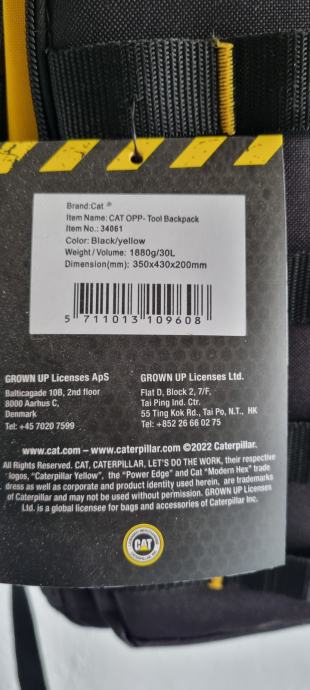 Brand:Cat ®
Item Name: CAT OPP- Tool Backpack
Item No.: 34061
Color: Black/yellow
Weight / Volume: 1880g/30L
Dimension(mm): 350x430x200mm
5 711013 109608
GROWN UP Licenses ApS
Balticagade 10B, 2nd floor
8000 Aarhus C,
Denmark
Tel: +45 7020 7599
GROWN UP Licenses Ltd.
Flat D, Block 2, 7/F,
Tai Ping Ind. Ctr.
55 Ting Kok Rd., Tai Po, N.T., HK
Tel: +852 26 66 02 75
www.cat.com – www.caterpillar.com ©2022 Caterpillar.
All Rights Reserved. CAT, CATERPILLAR, LET'S DO THE WORK, their respective
logos, "Caterpillar Yellow", the "Power Edge" and Cat "Modern Hex" trade
dress as well as corporate and product identity used herein, are trademarks
of Caterpillar and may not be used without permission. GROWN UP Licenses
Ltd. is a global licensee for bags and accessories of Caterpillar Inc.
CAT